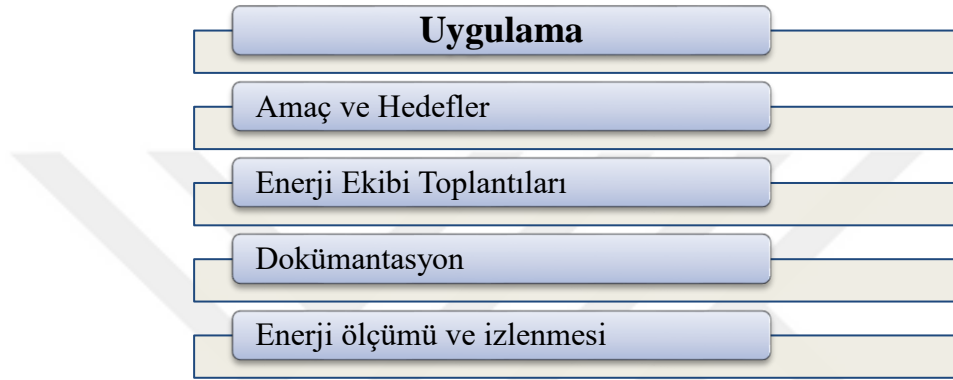 Uygulama
Amaç ve Hedefler
Enerji Ekibi Toplantıları
Dokümantasyon
Enerji ölçümü ve izlenmesi